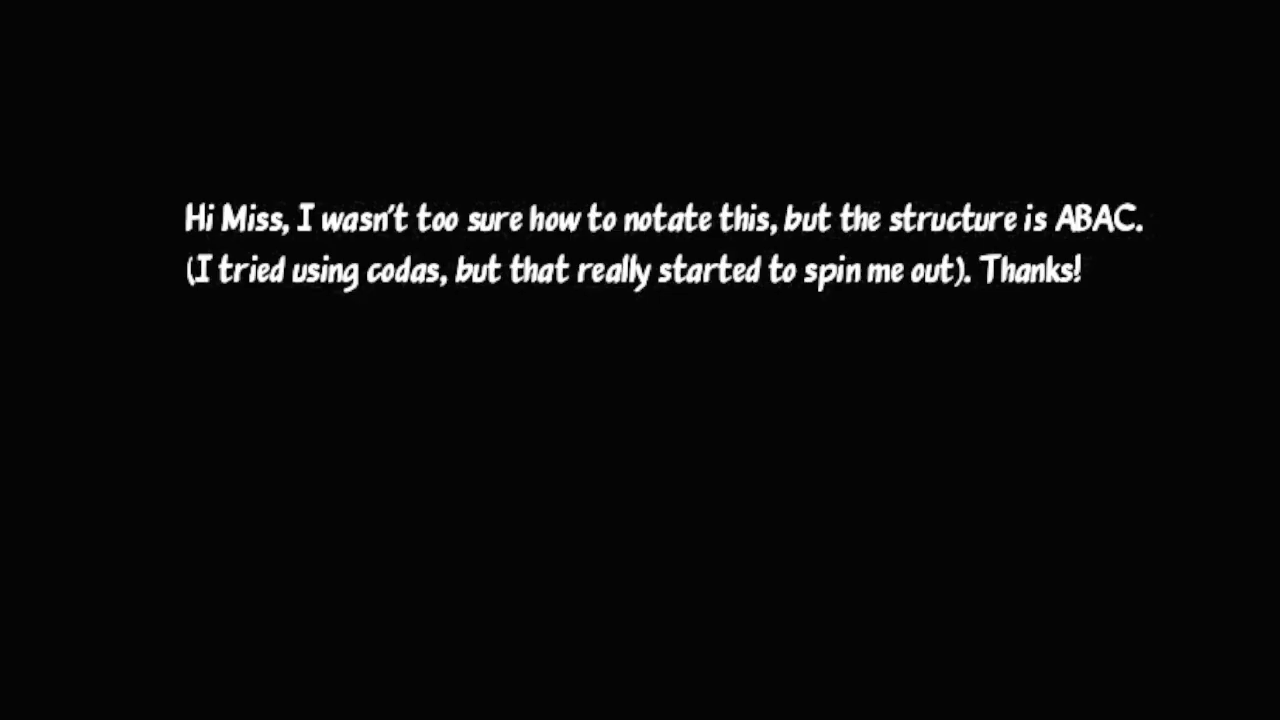 Hi Miss, I wasn't too sure how to notate this, but the structure is ABAC.
(I tried using codas, but that really started to spin me out). Thanks!